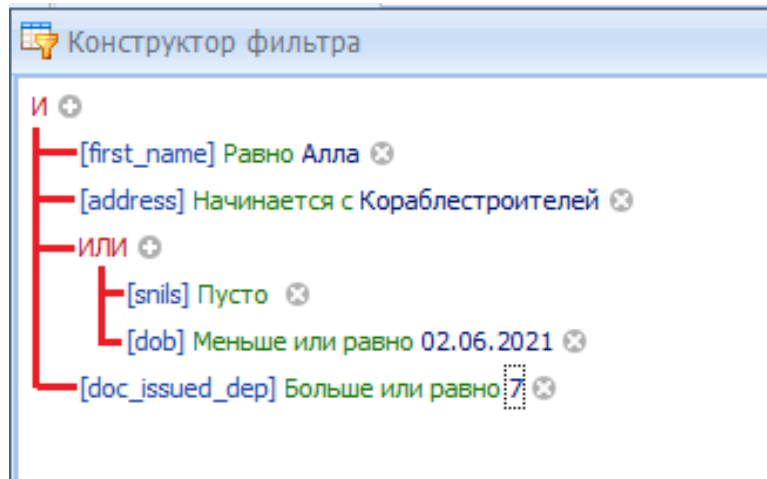 Конструктор фильтра
И
[first_name] Равно Алла
[address] Начинается с Кораблестроителей
ИЛИ
[snils] Пусто
[dob] Меньше или равно 02.06.2021
[doc_issued_dep] Больше или равно 7